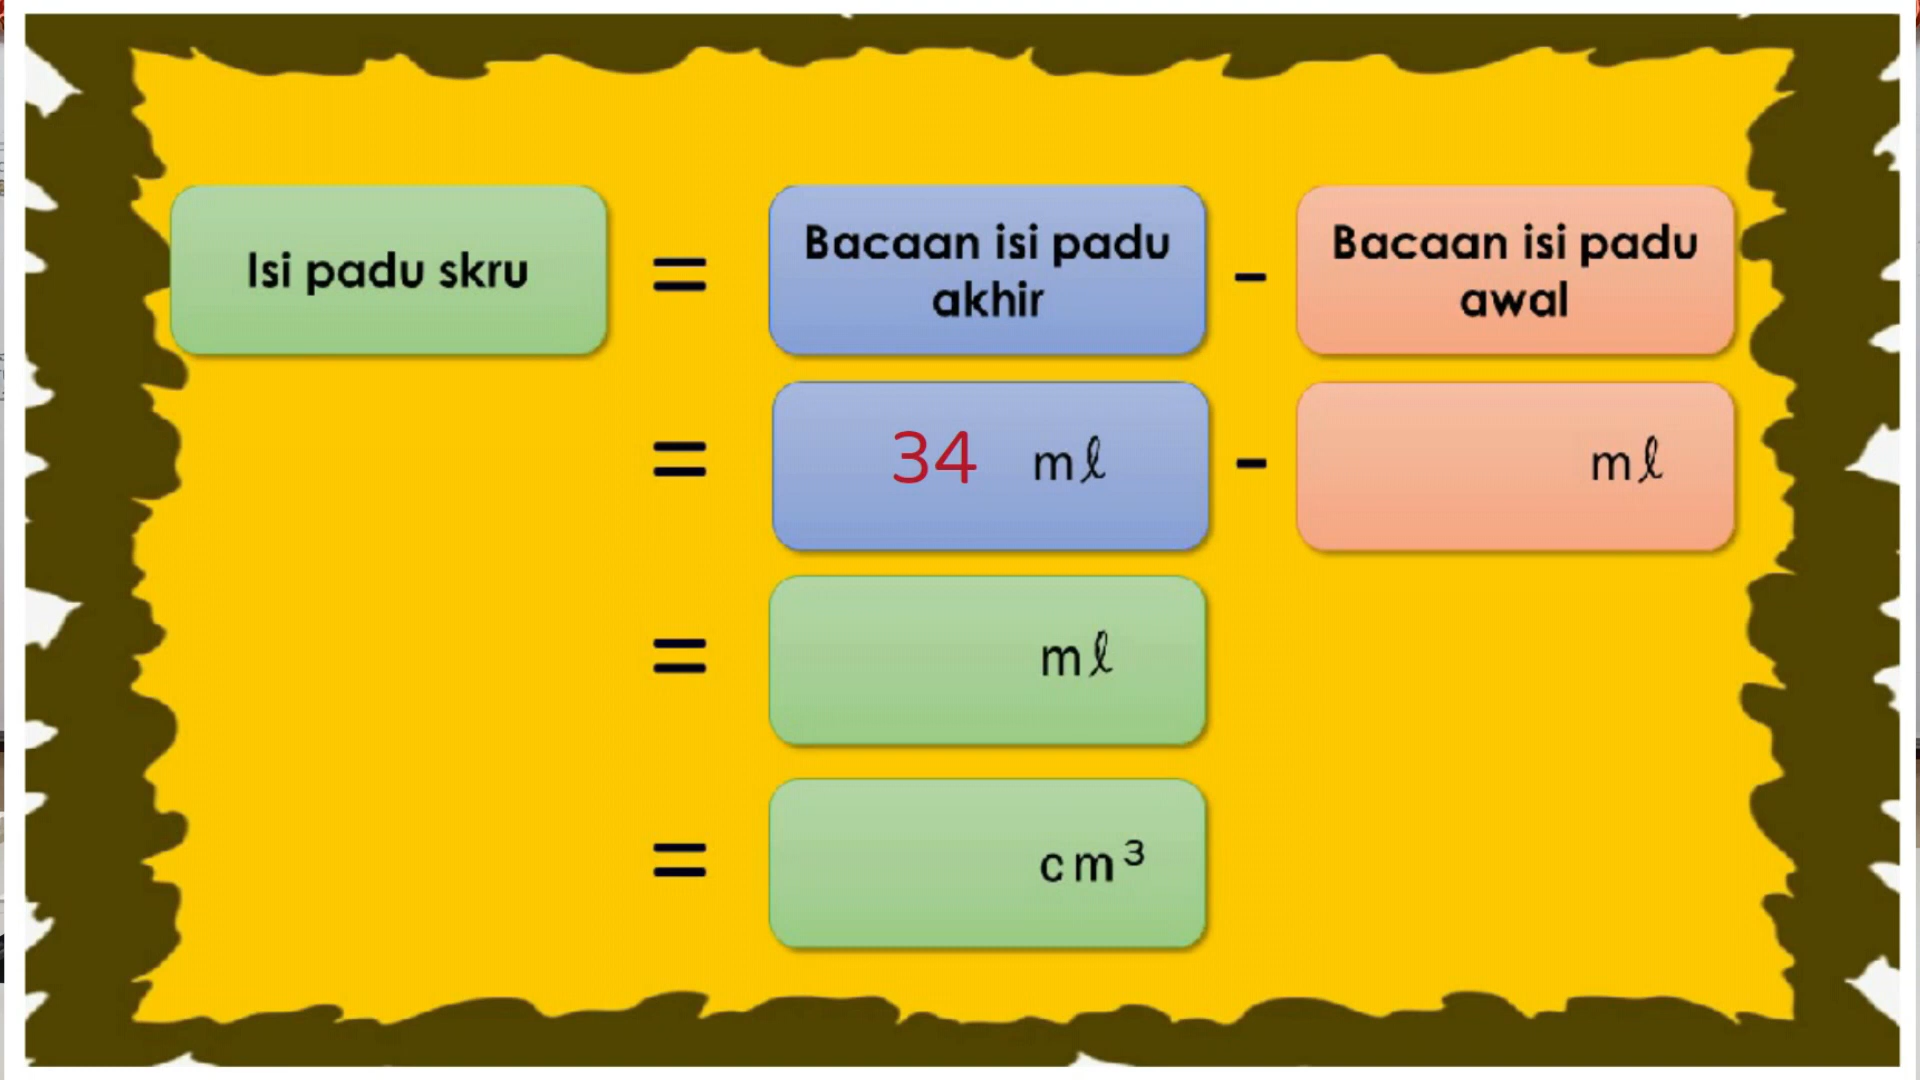 Isi padu skru = Bacaan isi padu akhir - Bacaan isi padu awal
= 34 mℓ - mℓ
= mℓ
= cm³